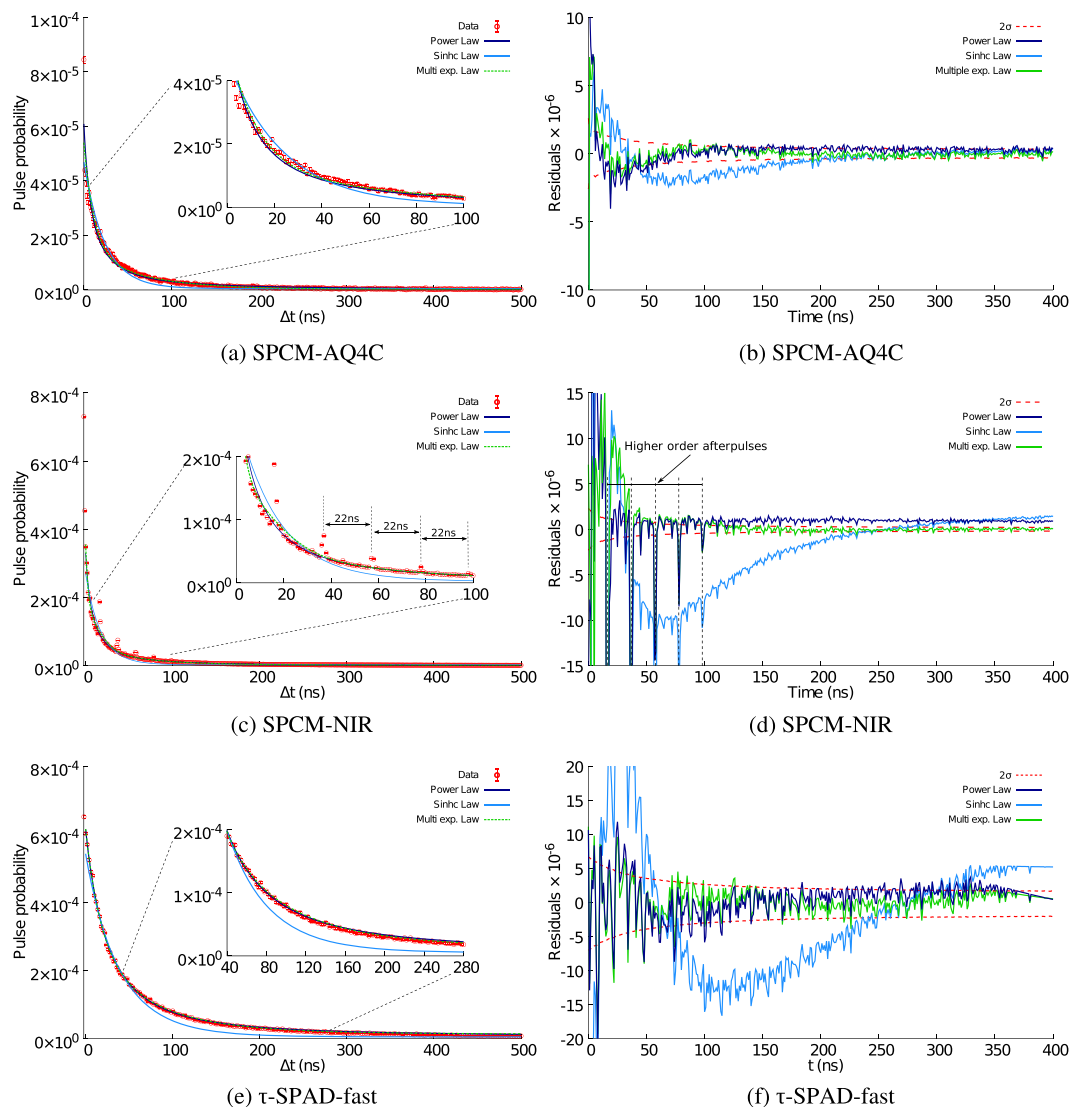 1×10⁻⁴
8×10⁻⁵
6×10⁻⁵
4×10⁻⁵
2×10⁻⁵
0×10⁰
Pulse probability
0 100 200 300 400 500
Δt (ns)
Data
Power Law
Sinhc Law
Multi exp. Law
4×10⁻⁵
2×10⁻⁵
0×10⁰
0 20 40 60 80 100
(a) SPCM-AQ4C
10
5
0
-5
-10
Residuals × 10⁻⁶
0 50 100 150 200 250 300 350 400
Time (ns)
2σ
Power Law
Sinhc Law
Multiple exp. Law
(b) SPCM-AQ4C
8×10⁻⁴
6×10⁻⁴
4×10⁻⁴
2×10⁻⁴
0×10⁰
Pulse probability
0 100 200 300 400 500
Δt (ns)
Data
Power Law
Sinhc Law
Multi exp. Law
2×10⁻⁴
1×10⁻⁴
0×10⁰
0 20 40 60 80 100
22ns
22ns
22ns
(c) SPCM-NIR
15
10
5
0
-5
-10
-15
Residuals × 10⁻⁶
0 50 100 150 200 250 300 350 400
Time (ns)
2σ
Power Law
Sinhc Law
Multi exp. Law
Higher order afterpulses
(d) SPCM-NIR
8×10⁻⁴
6×10⁻⁴
4×10⁻⁴
2×10⁻⁴
0×10⁰
Pulse probability
0 100 200 300 400 500
Δt (ns)
Data
Power Law
Sinhc Law
Multi exp. Law
2×10⁻⁴
1×10⁻⁴
0×10⁰
40 80 120 160 200 240 280
(e) τ-SPAD-fast
20
15
10
5
0
-5
-10
-15
-20
Residuals × 10⁻⁶
0 50 100 150 200 250 300 350 400
t (ns)
2σ
Power Law
Sinhc Law
Multi exp. Law
(f) τ-SPAD-fast